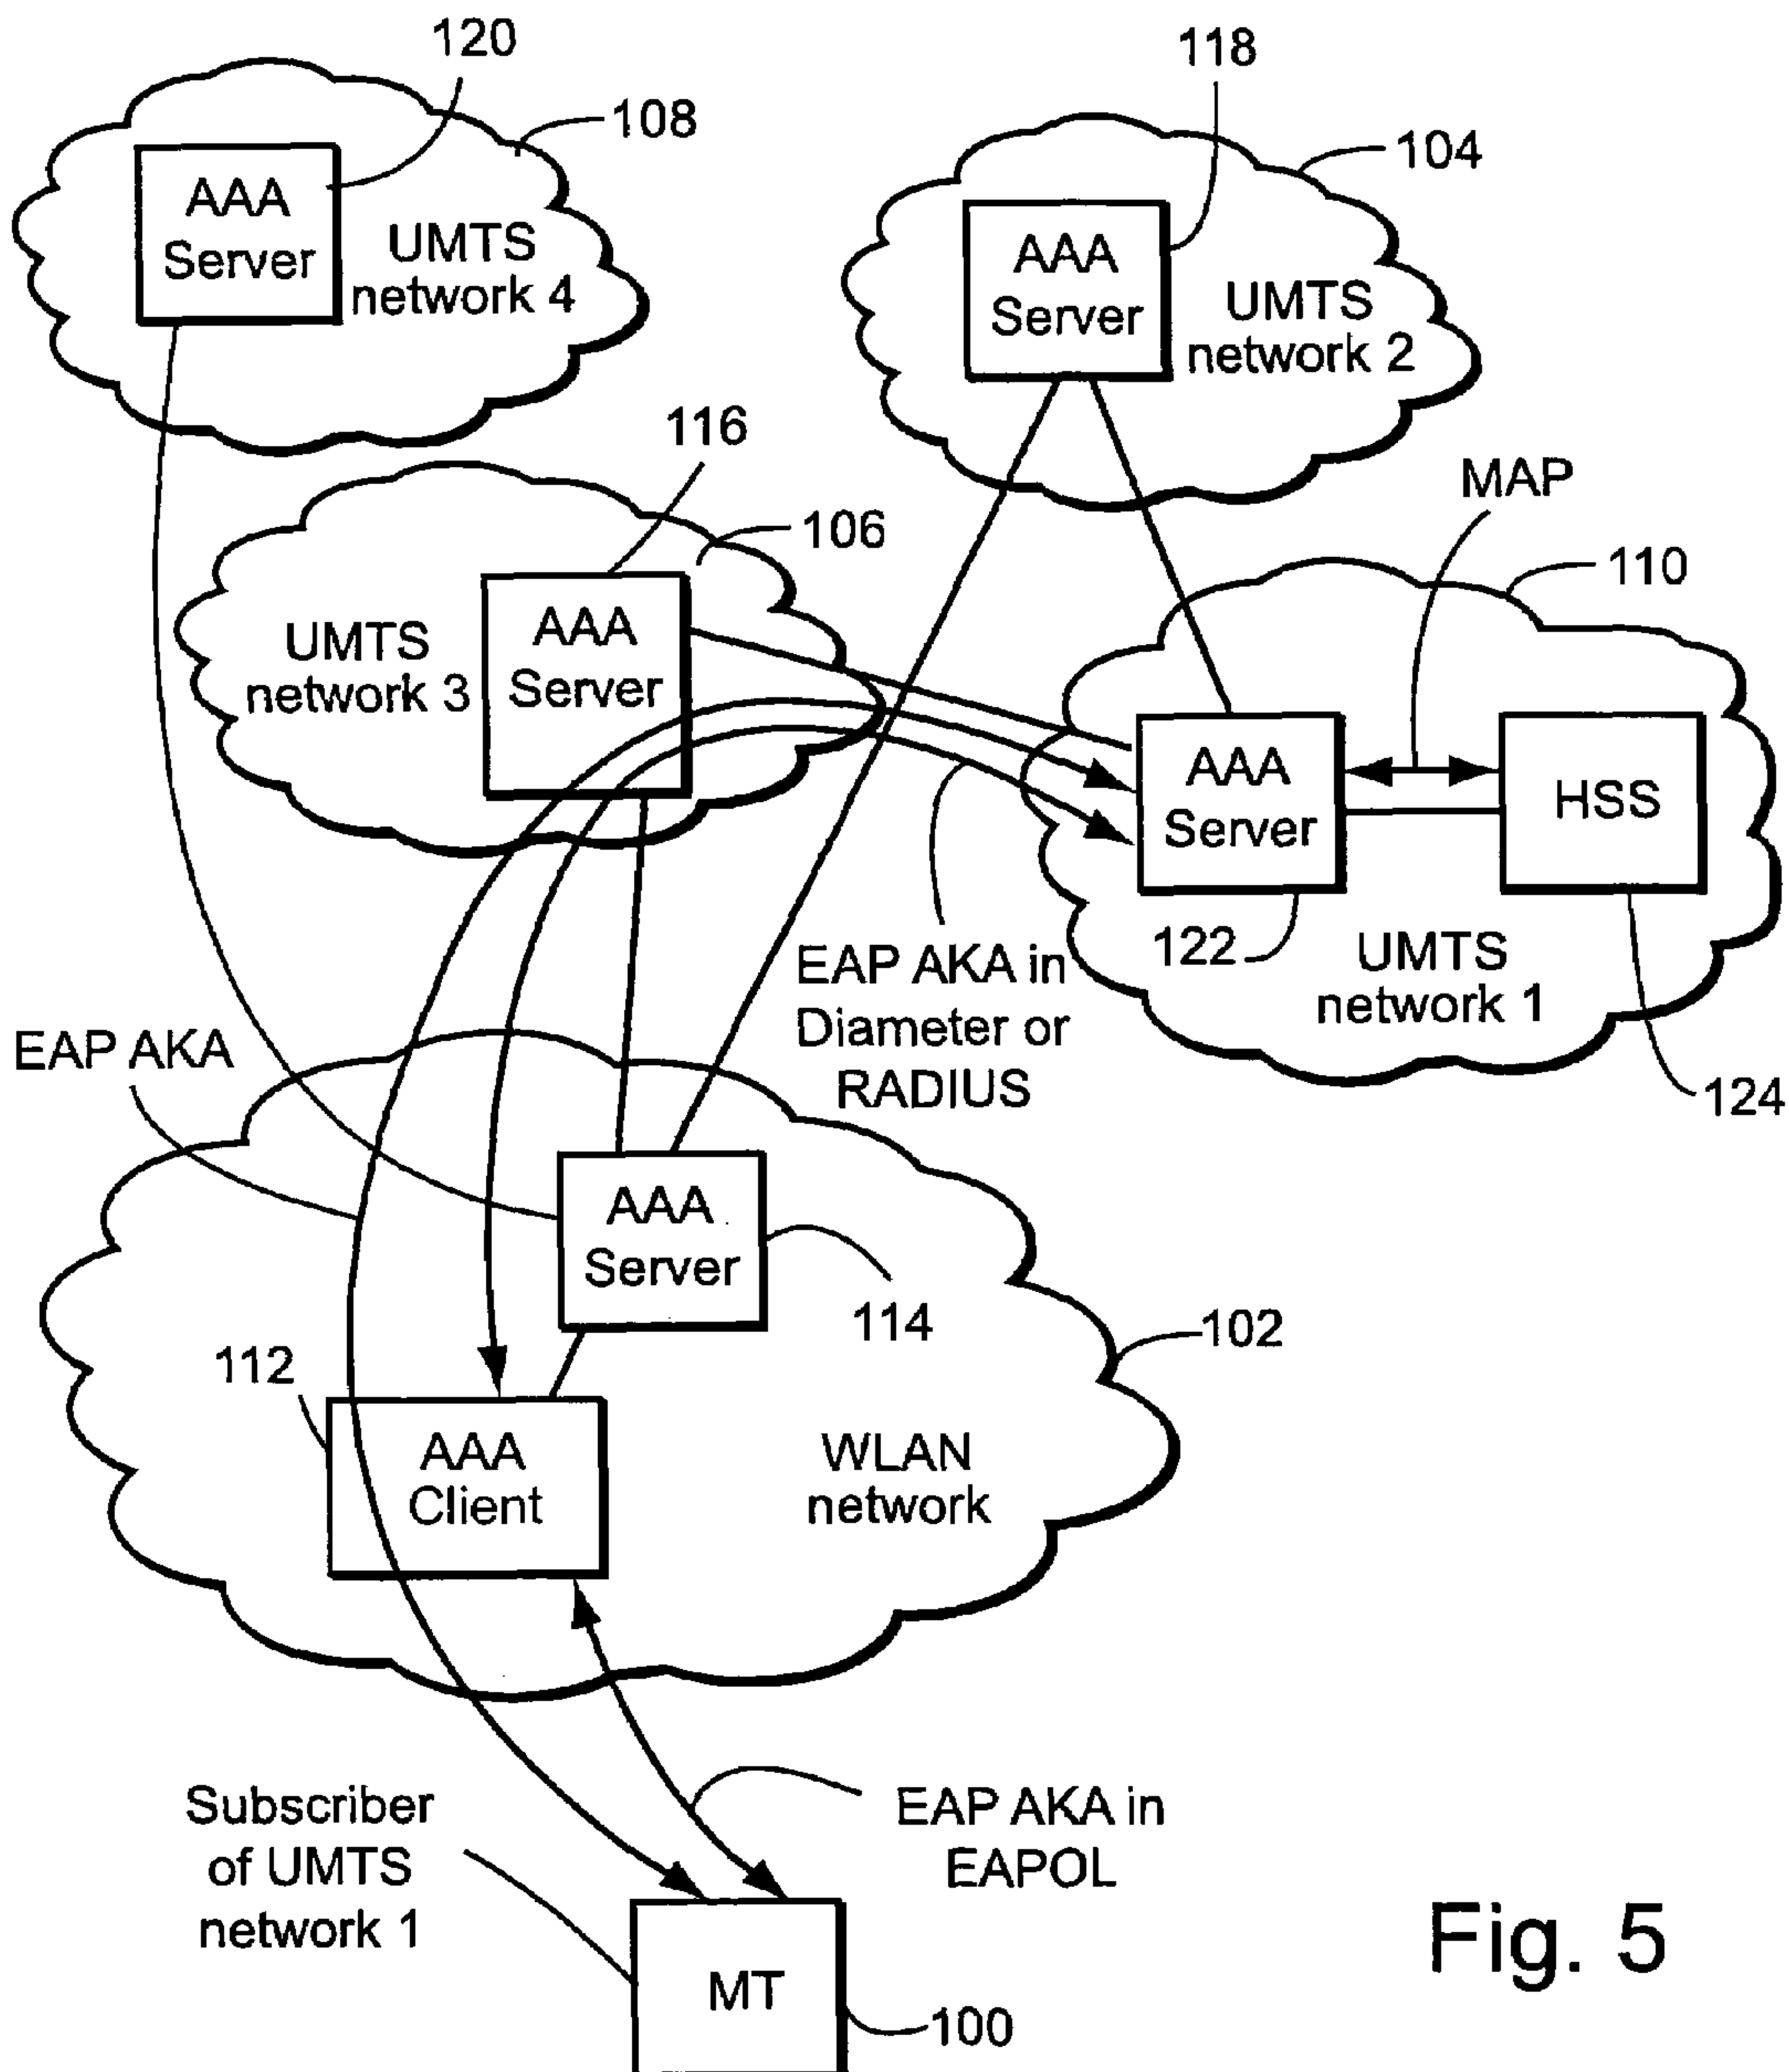 120
118
108
104
AAA
Server
UMTS
network 4
AAA
Server
UMTS
network 2
116
MAP
106
110
AAA
Server
UMTS
network 3
AAA
Server
HSS
122
UMTS
network 1
124
EAP AKA in
Diameter or
RADIUS
EAP AKA
AAA
Server
114
102
112
AAA
Client
WLAN
network
Subscriber
of UMTS
network 1
EAP AKA in
EAPOL
MT
100
Fig. 5